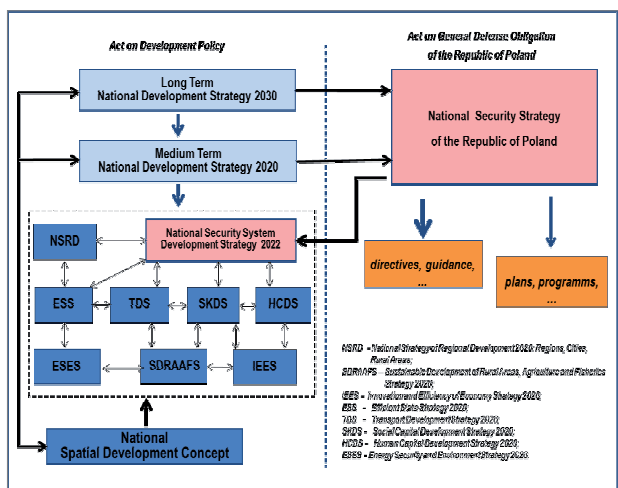 Act on Development Policy
Act on General Defense Obligation
of the Republic of Poland
Long Term
National Development Strategy 2030
National Security Strategy
of the Republic of Poland
Medium Term
National Development Strategy 2020
National Security System
Development Strategy 2022
NSRD
ESS
TDS
SKDS
HCDS
ESES
SDRAAFS
IEES
directives, guidance,
...
plans, programms,
...
National
Spatial Development Concept
NSRD - National Strategy of Regional Development 2020: Regions, Cities,
Rural Areas;
SDRAAFS - Sustainable Development of Rural Areas, Agriculture and Fisheries
Strategy 2020;
IEES - Innovation and Efficiency of Economy Strategy 2020;
ESS - Efficient State Strategy 2020;
TDS - Transport Development Strategy 2020;
SKDS - Social Capital Development Strategy 2020;
HCDS - Human Capital Development Strategy 2020;
ESES - Energy Security and Environment Strategy 2020.